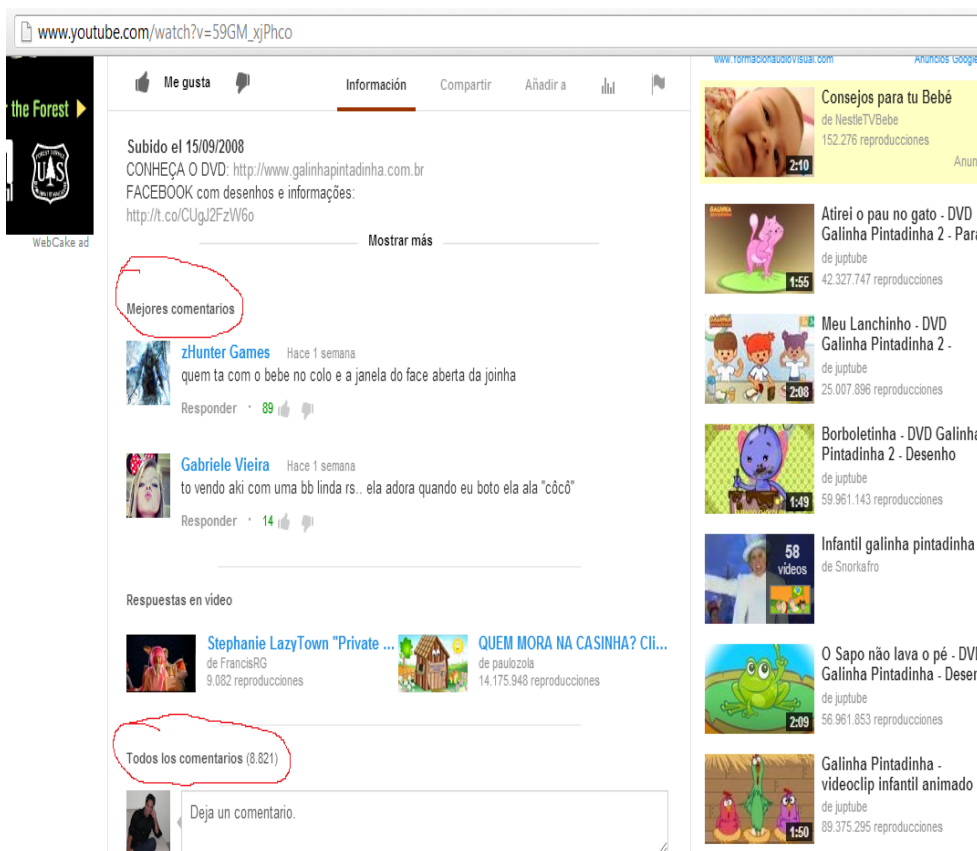 www.youtube.com/watch?v=59GM_xjPhco
the Forest
US
WebCake ad
Me gusta
Información
Compartir
Añadir a
Subido el 15/09/2008
CONHEÇA O DVD: http://www.galinhapintadinha.com.br
FACEBOOK com desenhos e informações:
http://t.co/CUgJ2FzW6o
Mostrar más
Mejores comentarios
zHunter Games Hace 1 semana
quem ta com o bebe no colo e a janela do face aberta da joinha
Responder · 89
Gabriele Vieira Hace 1 semana
to vendo aki com uma bb linda rs.. ela adora quando eu boto ela ala "côcô"
Responder · 14
Respuestas en vídeo
Stephanie LazyTown "Private ...
de FrancisRG
9.082 reproducciones
QUEM MORA NA CASINHA? Cli...
de paulozola
14.175.948 reproducciones
Todos los comentarios (8.821)
Deja un comentario.
www.formacionaudiovisual.com
Anuncios Google
Consejos para tu Bebé
de NestleTVBebe
152.276 reproducciones
Anun
2:10
Atirei o pau no gato - DVD
Galinha Pintadinha 2 - Para
de juptube
42.327.747 reproducciones
1:55
Meu Lanchinho - DVD
Galinha Pintadinha 2 -
de juptube
25.007.896 reproducciones
2:08
Borboletinha - DVD Galinha
Pintadinha 2 - Desenho
de juptube
59.961.143 reproducciones
1:49
58
vídeos
Infantil galinha pintadinha
de Snorkafro
O Sapo não lava o pé - DVD
Galinha Pintadinha - Desen
de juptube
56.961.853 reproducciones
2:09
Galinha Pintadinha -
videoclip infantil animado
de juptube
89.375.295 reproducciones
1:50